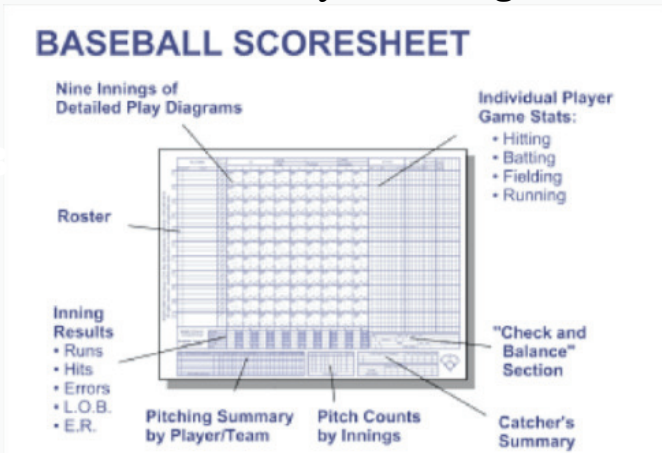 BASEBALL SCORESHEET
Nine Innings of
Detailed Play Diagrams
Individual Player
Game Stats:
• Hitting
• Batting
• Fielding
• Running
Roster
Inning
Results
• Runs
• Hits
• Errors
• L.O.B.
• E.R.
"Check and
Balance"
Section
Pitching Summary
by Player/Team
Pitch Counts
by Innings
Catcher's
Summary